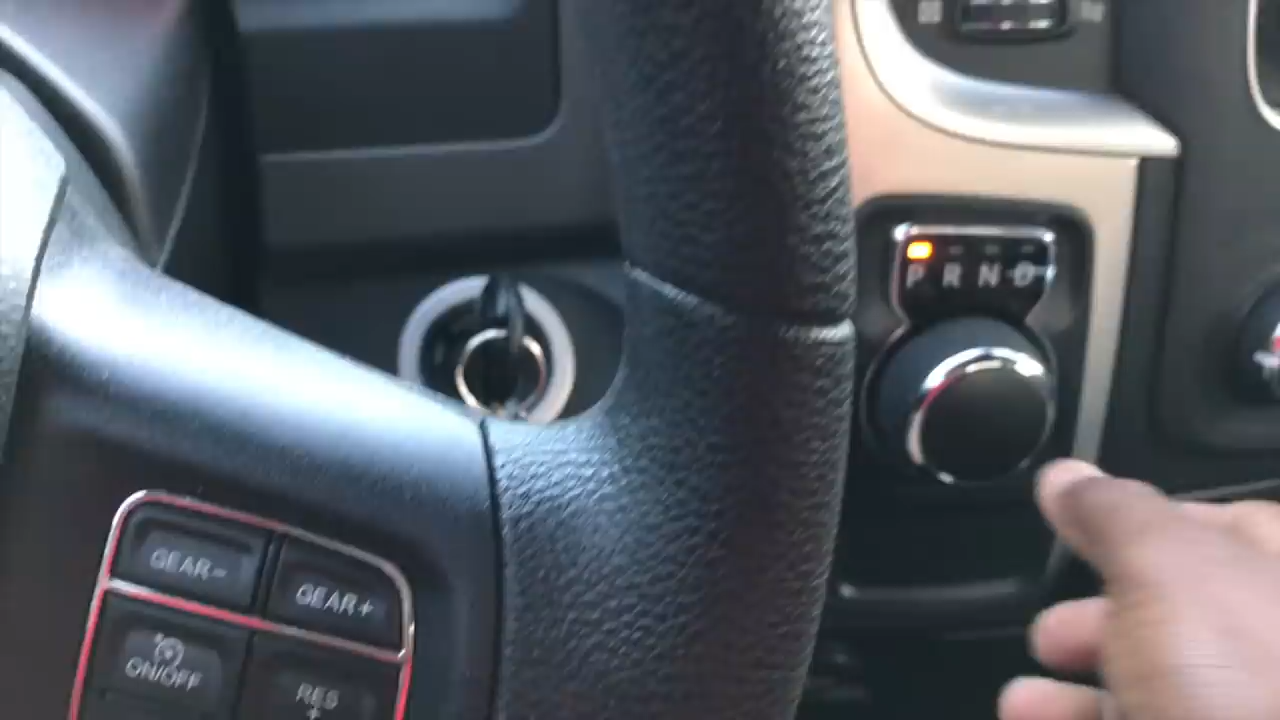 P R N D
GEAR- GEAR+
ON/OFF RES
+